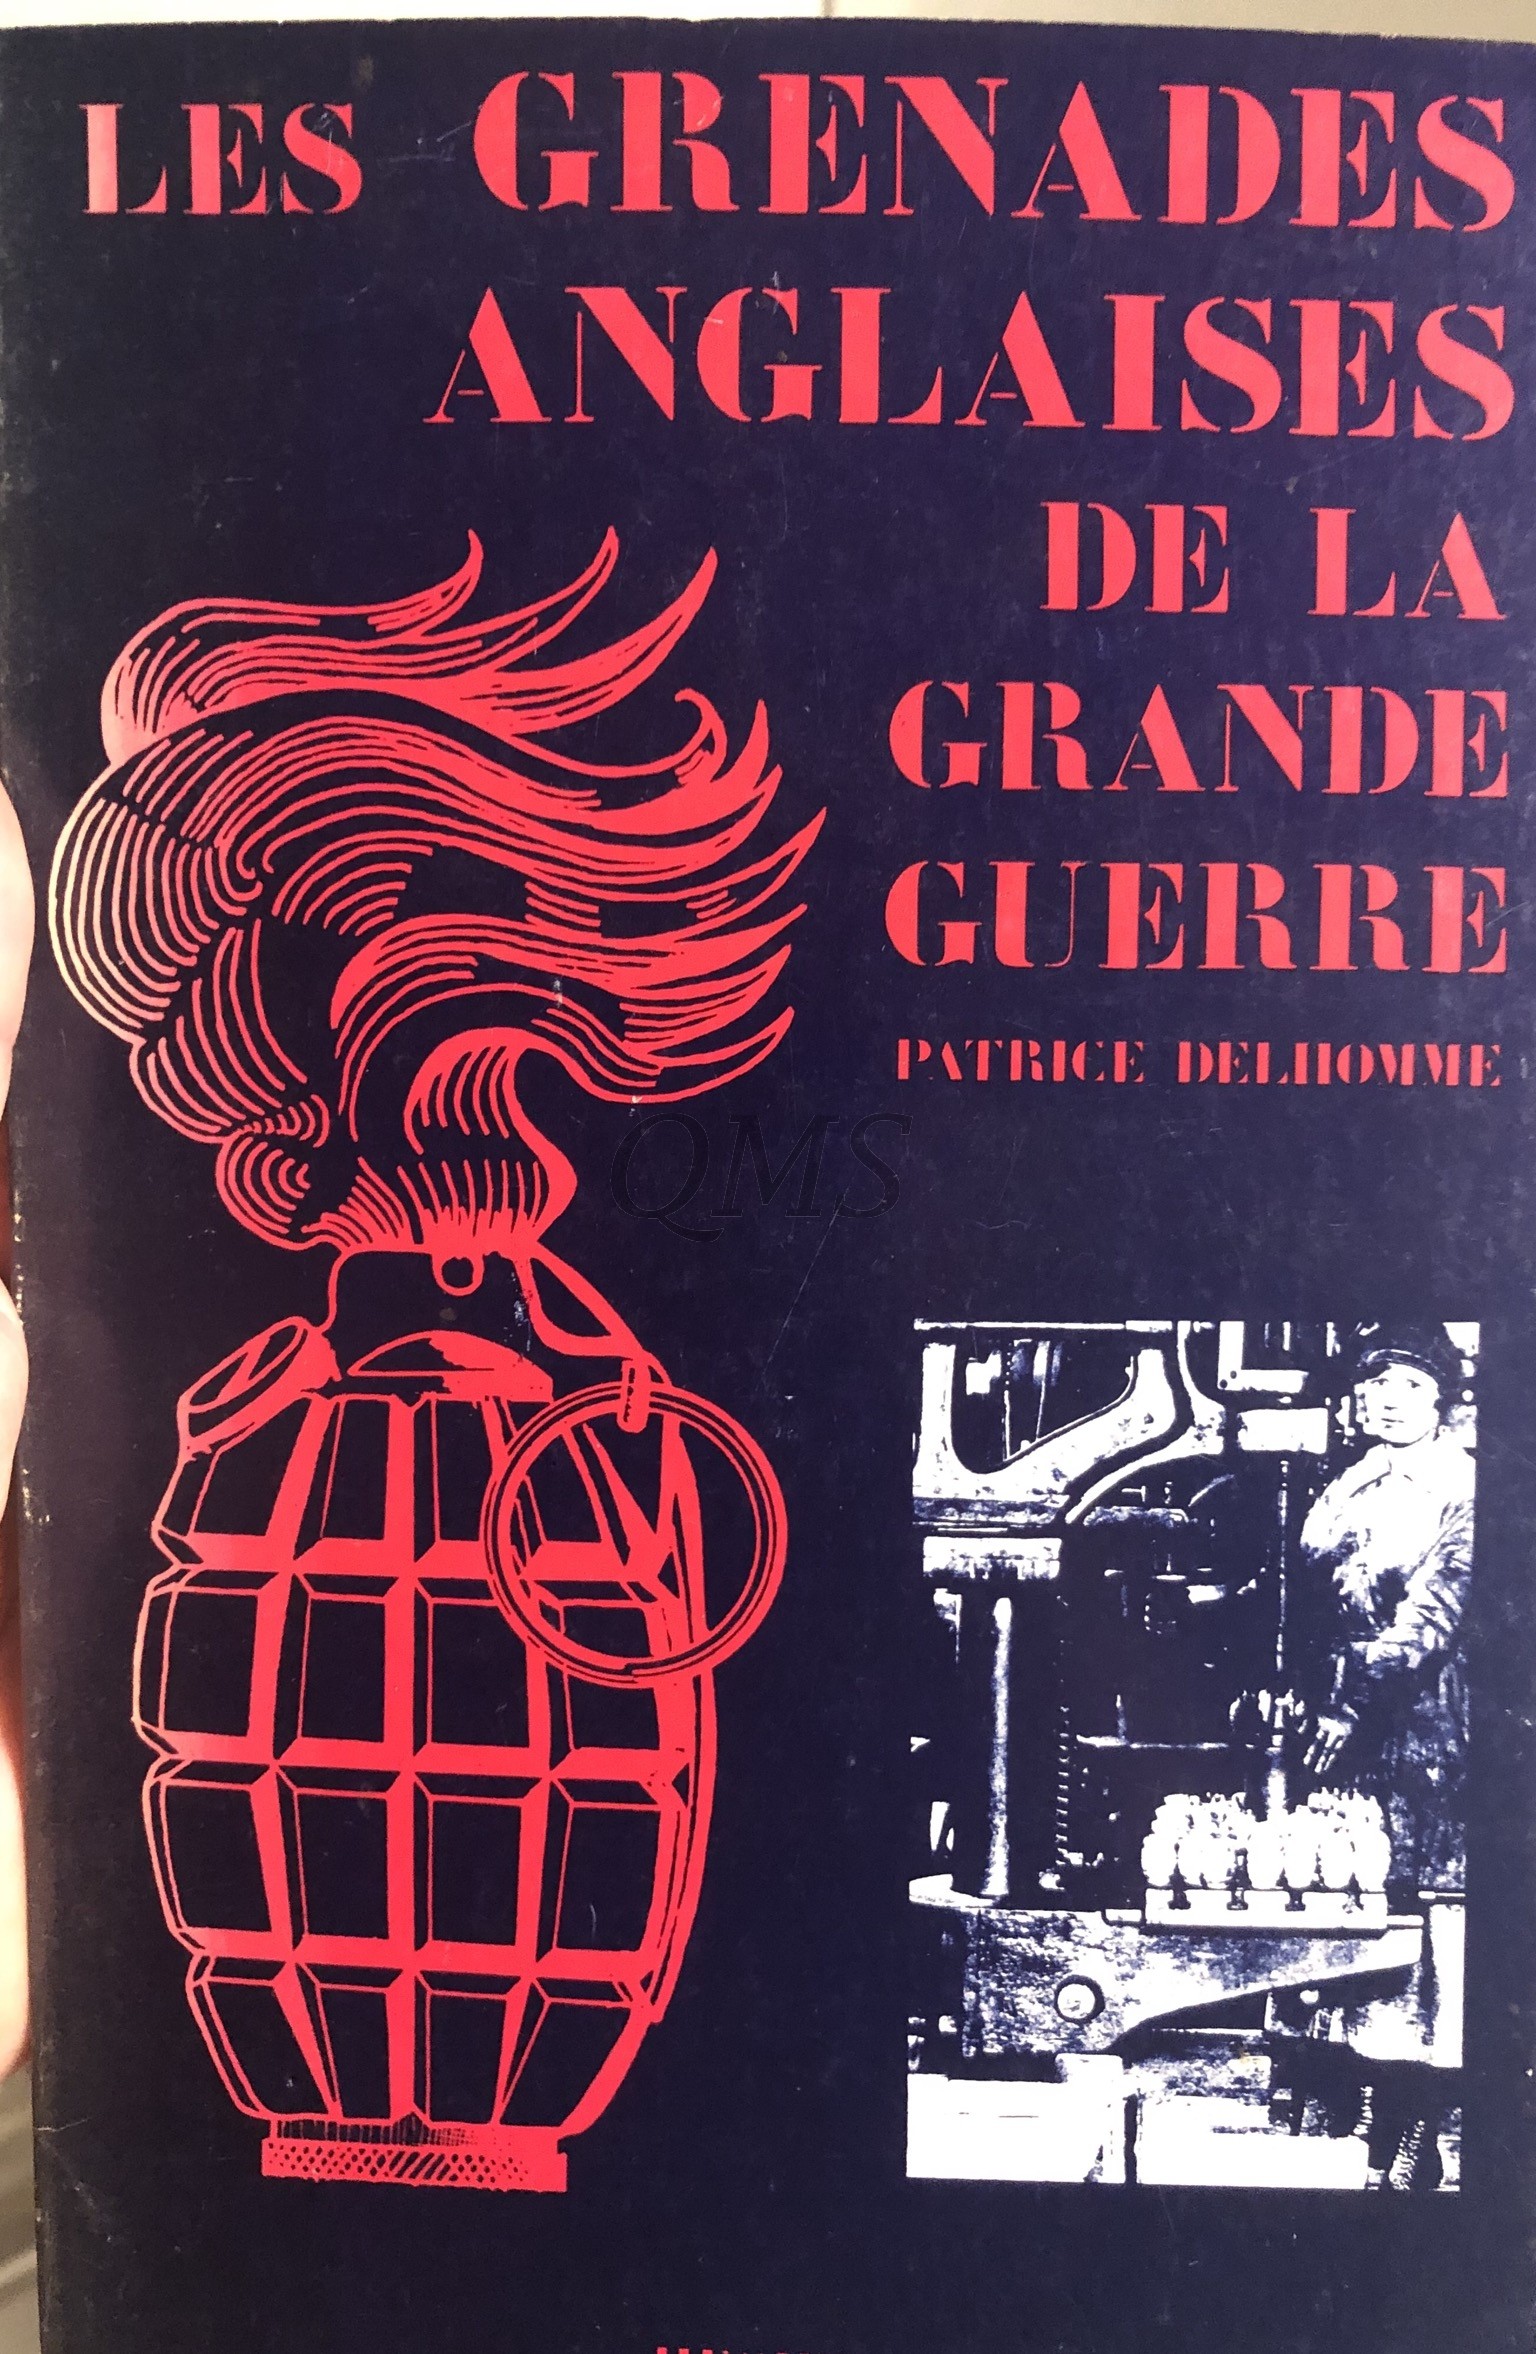 LES GRENADES
ANGLAISES
DE LA
GRANDE
GUERRE
PATRICE DELHOMME
QMS